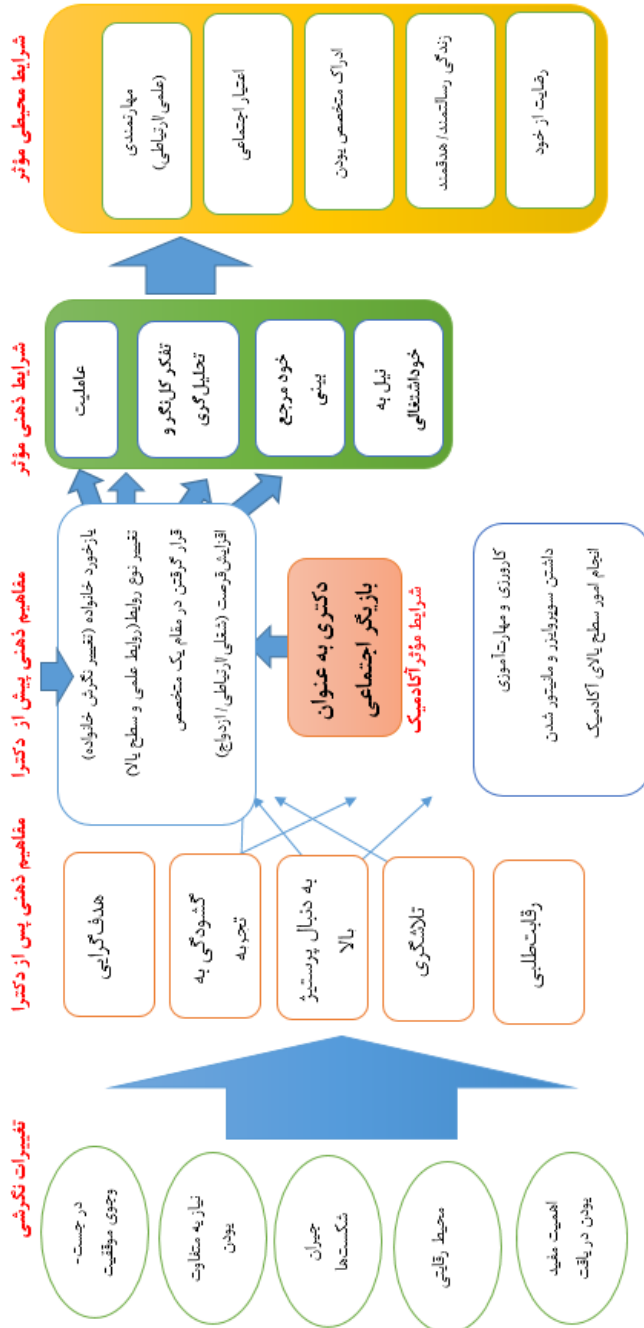 تغییرات نگرشی
در جست-
وجوی موفقیت
نیاز به متفاوت
بودن
جبران
شکست‌ها
محیط رقابتی
اهمیت مفید
بودن دریافت
مفاهیم ذهنی پس از دکترا
هدف‌گرایی
گشودگی به
تجربه
به دنبال پرستیژ
بالا
تلاشگری
رقابت‌طلبی
مفاهیم ذهنی پیش از دکترا
بازخورد خانواده (تغییر نگرش خانواده)
تغییر نوع روابط(روابط علمی و سطح بالا)
قرار گرفتن در مقام یک متخصص
افزایش فرصت (شغلی/ارتباطی/ ازدواج)
دکتری به عنوان
بازیگر اجتماعی
شرایط مؤثر آکادمیک
کارورزی و مهارت‌آموزی
داشتن سوپروایزر و مانیتور شدن
انجام امور سطح بالای آکادمیک
شرایط ذهنی مؤثر
عاملیت
تفکر کل‌نگر و
تحلیل‌گری
خود مرجع
بینی
نیل به
خوداشتغالی
شرایط محیطی مؤثر
مهارتمندی
(علمی/ارتباطی)
اعتبار اجتماعی
ادراک متخصص بودن
زندگی رسالتمند/ هدفمند
رضایت از خود